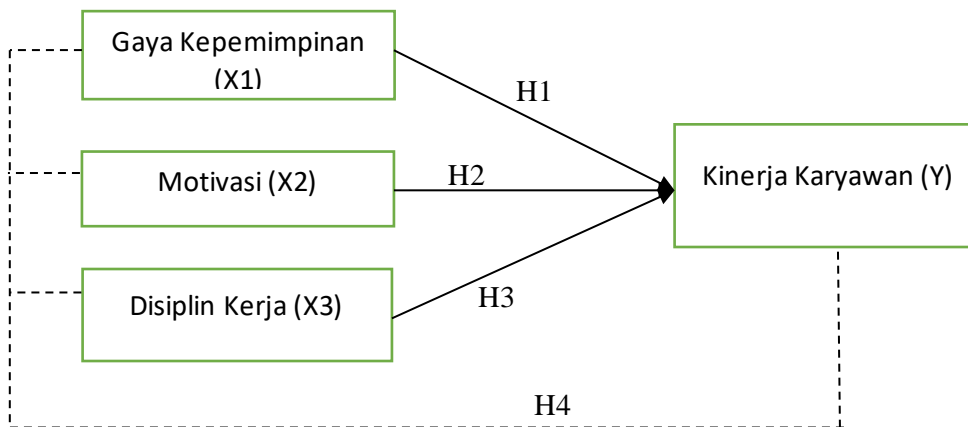 Gaya Kepemimpinan
(X1)
H1
Motivasi (X2)
H2
Kinerja Karyawan (Y)
Disiplin Kerja (X3)
H3
H4